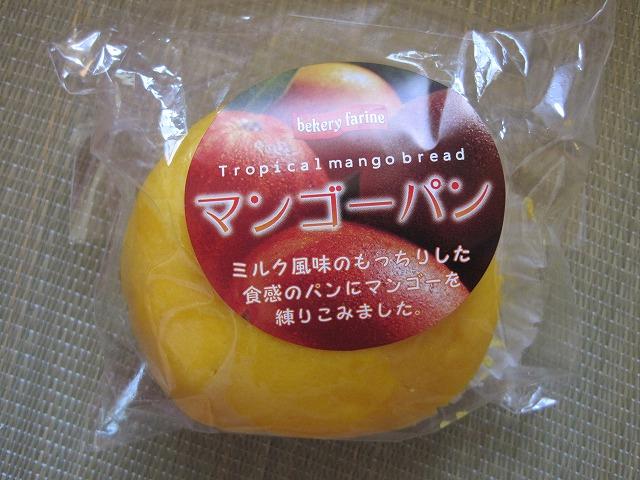 bekery farine
Tropical mango bread
マンゴーパン
ミルク風味のもっちりした
食感のパンにマンゴーを
練りこみました。